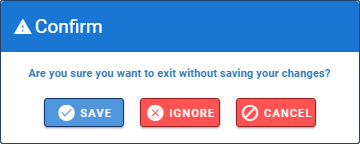 Confirm
Are you sure you want to exit without saving your changes?
SAVE IGNORE CANCEL